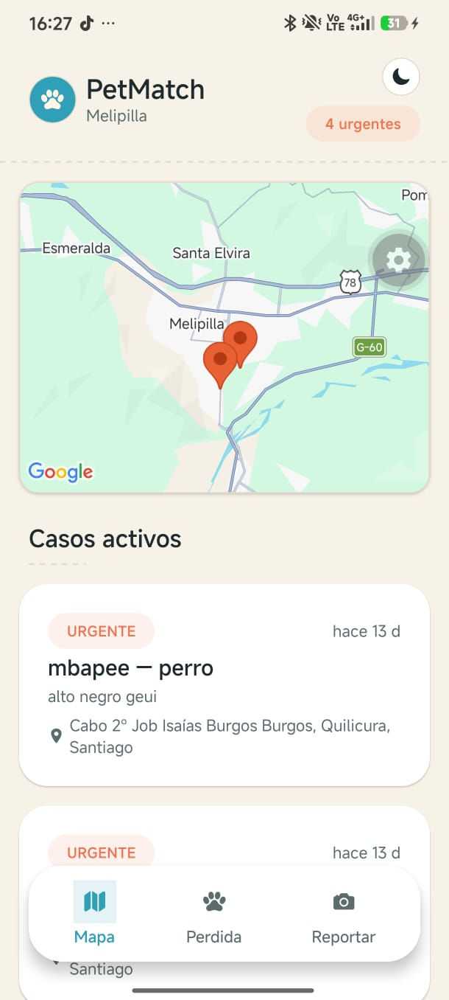 16:27
Vo LTE 4G+ 31
PetMatch
Melipilla
4 urgentes
Pom
Esmeralda
Santa Elvira
78
Melipilla
G-60
Google
Casos activos
URGENTE
hace 13 d
mbapee — perro
alto negro geui
Cabo 2° Job Isaías Burgos Burgos, Quilicura,
Santiago
URGENTE
hace 13 d
Mapa
Perdida
Reportar
Santiago